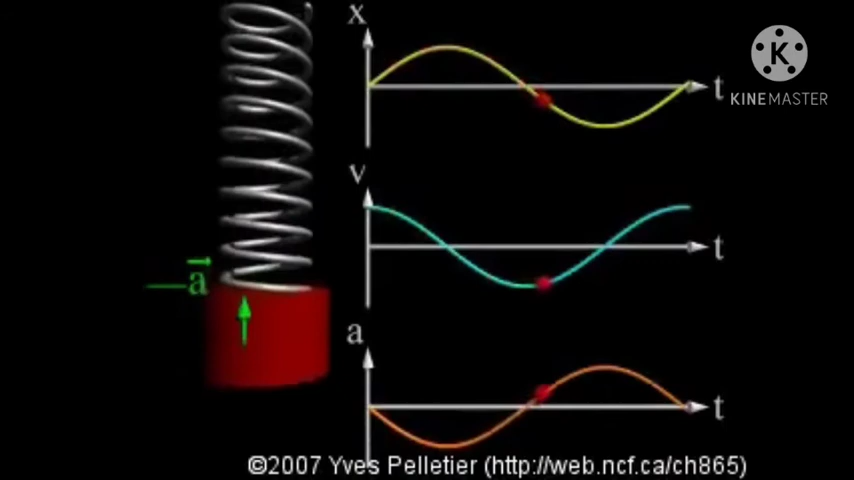 x
t
K
KINEMASTER
v
t
a
a
t
©2007 Yves Pelletier (http://web.ncf.ca/ch865)